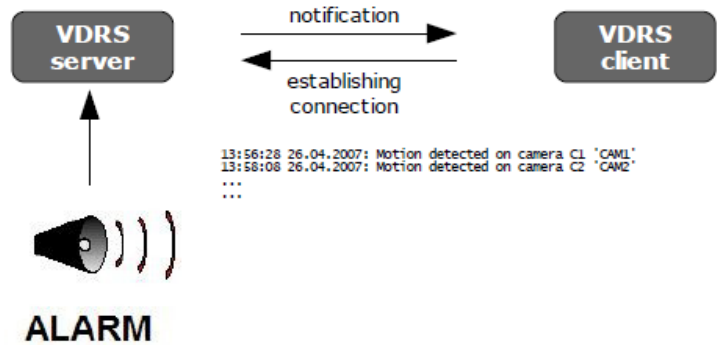 VDRS
server
notification
establishing
connection
VDRS
client
13:56:28 26.04.2007: Motion detected on camera C1 'CAM1'
13:58:08 26.04.2007: Motion detected on camera C2 'CAM2'
...
...
ALARM